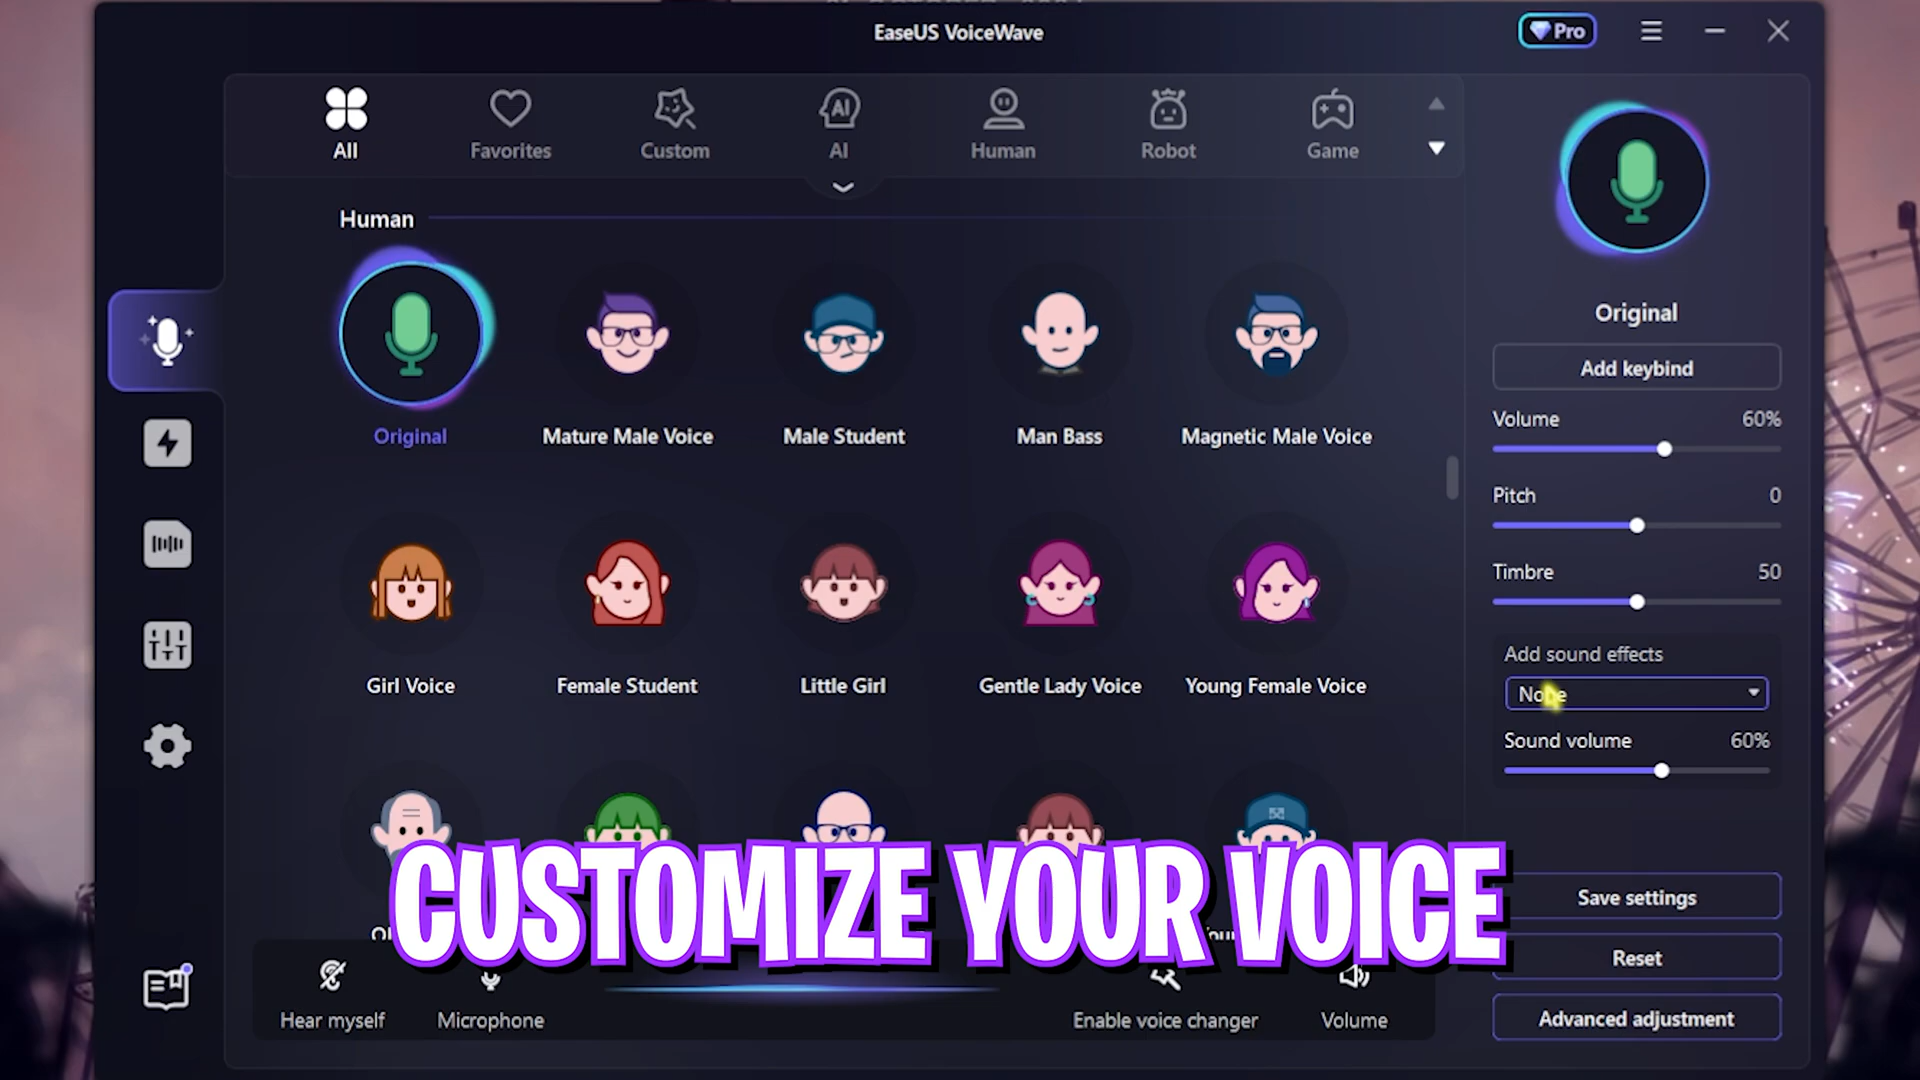 EaseUS VoiceWave
Pro
All
Favorites
Custom
AI
AI
Human
Robot
Game
Human
Original
Mature Male Voice
Male Student
Man Bass
Magnetic Male Voice
Girl Voice
Female Student
Little Girl
Gentle Lady Voice
Young Female Voice
CUSTOMIZE YOUR VOICE
Hear myself
Microphone
Enable voice changer
Volume
Original
Add keybind
Volume 60%
Pitch 0
Timbre 50
Add sound effects
None
Sound volume 60%
Save settings
Reset
Advanced adjustment